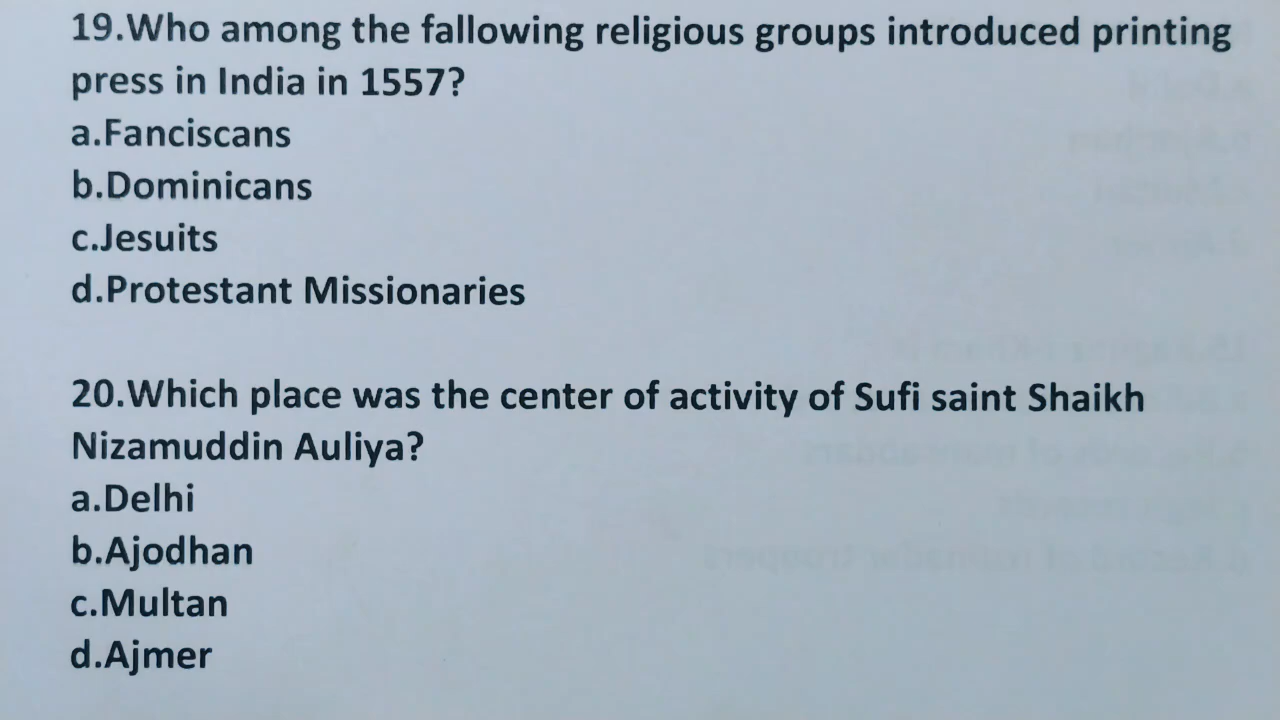 19.Who among the fallowing religious groups introduced printing
press in India in 1557?
a.Fanciscans
b.Dominicans
c.Jesuits
d.Protestant Missionaries
20.Which place was the center of activity of Sufi saint Shaikh
Nizamuddin Auliya?
a.Delhi
b.Ajodhan
c.Multan
d.Ajmer